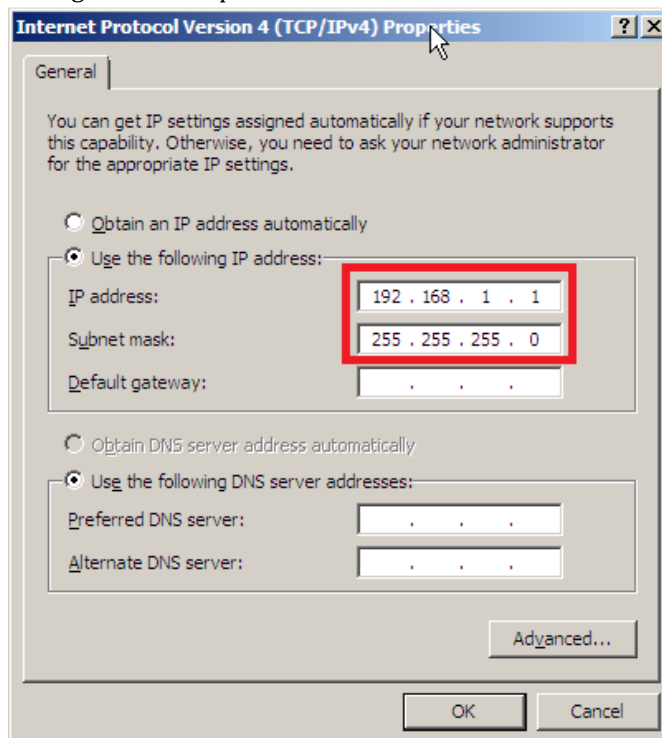 Internet Protocol Version 4 (TCP/IPv4) Properties
General
You can get IP settings assigned automatically if your network supports
this capability. Otherwise, you need to ask your network administrator
for the appropriate IP settings.
Obtain an IP address automatically
Use the following IP address:
IP address: 192 . 168 . 1 . 1
Subnet mask: 255 . 255 . 255 . 0
Default gateway: . . .
Obtain DNS server address automatically
Use the following DNS server addresses:
Preferred DNS server: . . .
Alternate DNS server: . . .
Advanced...
OK Cancel